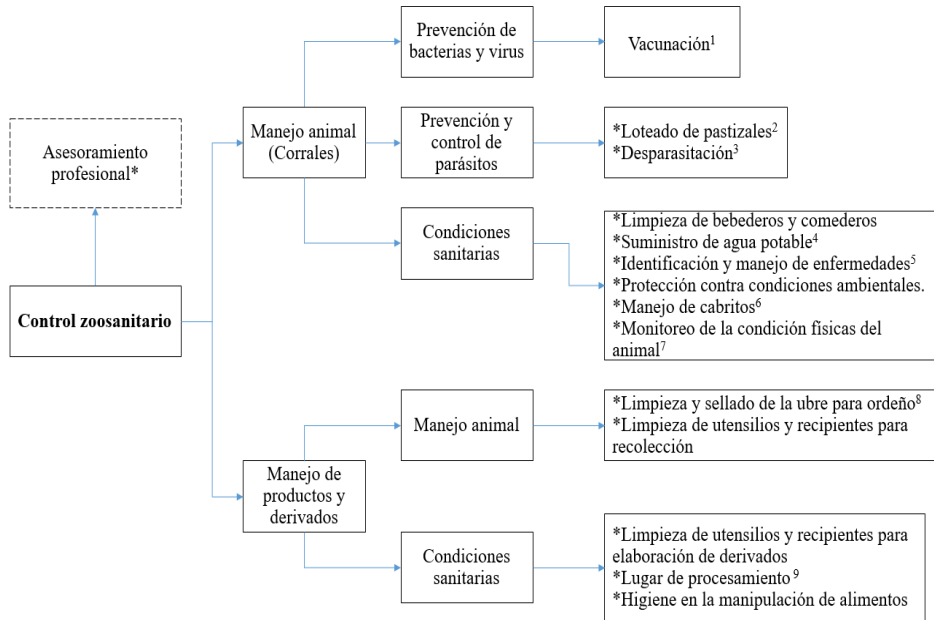 Prevención de
bacterias y virus
Vacunación¹
Asesoramiento
profesional*
Manejo animal
(Corrales)
Prevención y
control de
parásitos
*Loteado de pastizales²
*Desparasitación³
Condiciones
sanitarias
*Limpieza de bebederos y comederos
*Suministro de agua potable⁴
*Identificación y manejo de enfermedades⁵
*Protección contra condiciones ambientales.
*Manejo de cabritos⁶
*Monitoreo de la condición físicas del
animal⁷
Control zoosanitario
Manejo animal
*Limpieza y sellado de la ubre para ordeño⁸
*Limpieza de utensilios y recipientes para
recolección
Manejo de
productos y
derivados
Condiciones
sanitarias
*Limpieza de utensilios y recipientes para
elaboración de derivados
*Lugar de procesamiento ⁹
*Higiene en la manipulación de alimentos